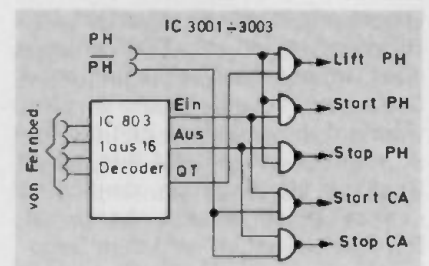 IC 3001÷3003
PH
PH
Lift PH
Start PH
Stop PH
Start CA
Stop CA
von Fernbed.
IC 803
1 aus 16
Decoder
Ein
Aus
QT